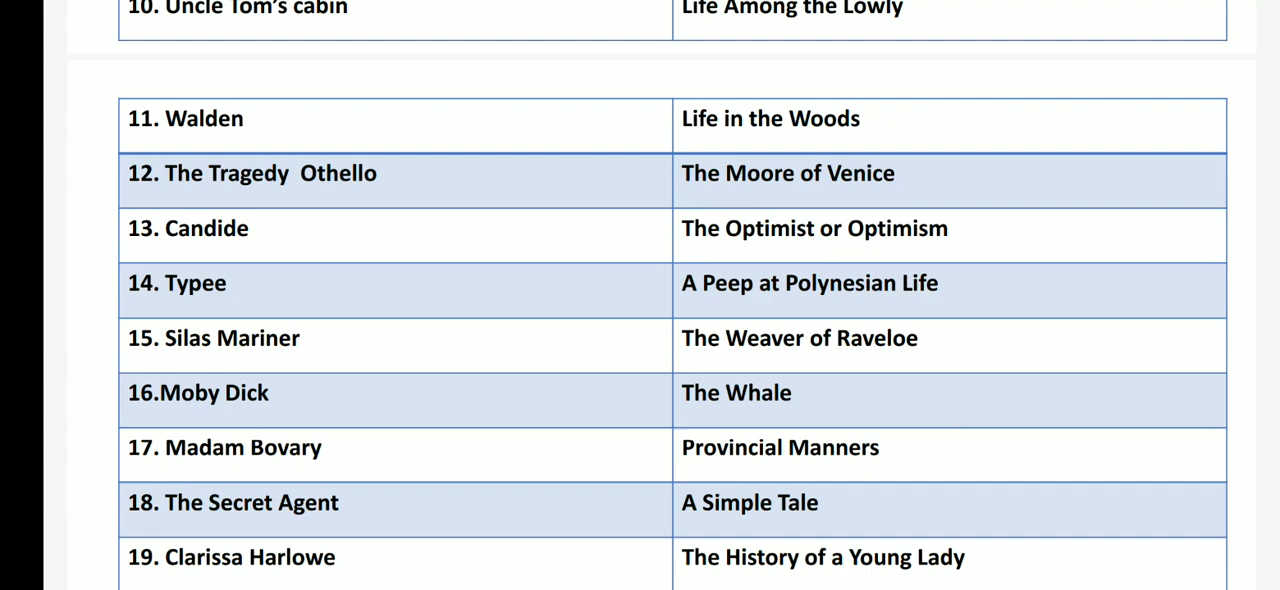 10. Uncle Tom's cabin
Life Among the Lowly
11. Walden
Life in the Woods
12. The Tragedy  Othello
The Moore of Venice
13. Candide
The Optimist or Optimism
14. Typee
A Peep at Polynesian Life
15. Silas Mariner
The Weaver of Raveloe
16.Moby Dick
The Whale
17. Madam Bovary
Provincial Manners
18. The Secret Agent
A Simple Tale
19. Clarissa Harlowe
The History of a Young Lady